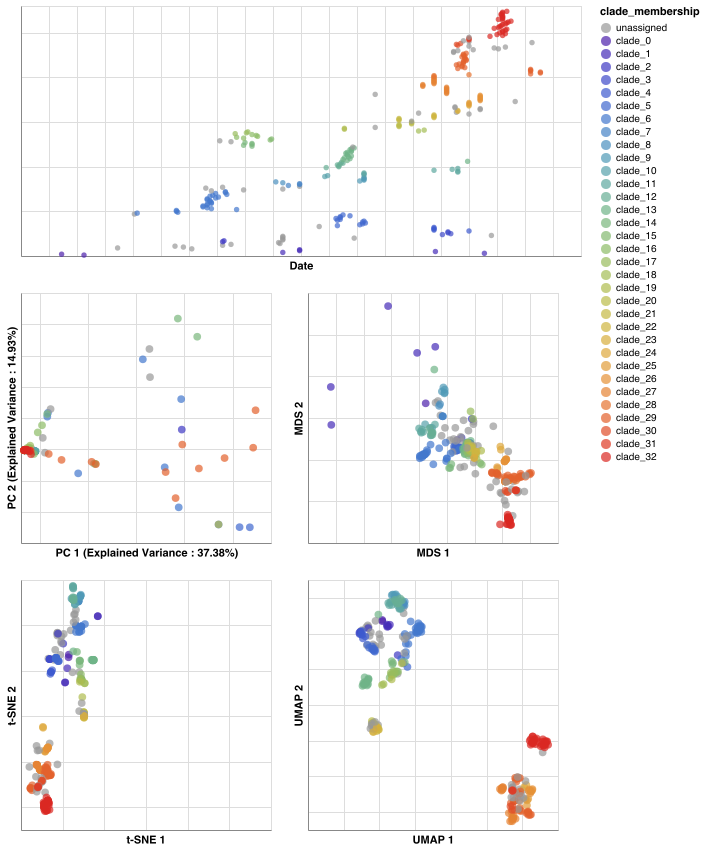 clade_membership
unassigned
clade_0
clade_1
clade_2
clade_3
clade_4
clade_5
clade_6
clade_7
clade_8
clade_9
clade_10
clade_11
clade_12
clade_13
clade_14
clade_15
clade_16
clade_17
clade_18
clade_19
clade_20
clade_21
clade_22
clade_23
clade_24
clade_25
clade_26
clade_27
clade_28
clade_29
clade_30
clade_31
clade_32
Date
PC 2 (Explained Variance : 14.93%)
PC 1 (Explained Variance : 37.38%)
MDS 2
MDS 1
t-SNE 2
t-SNE 1
UMAP 2
UMAP 1